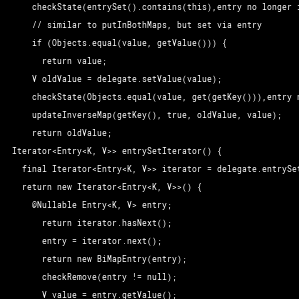 checkState(entrySet().contains(this),entry no longer
// similar to putInBothMaps, but set via entry
if (Objects.equal(value, getValue())) {
return value;
V oldValue = delegate.setValue(value);
checkState(Objects.equal(value, get(getKey())),entry
updateInverseMap(getKey(), true, oldValue, value);
return oldValue;
Iterator<Entry<K, V>> entrySetIterator() {
final Iterator<Entry<K, V>> iterator = delegate.entrySet
return new Iterator<Entry<K, V>>() {
@Nullable Entry<K, V> entry;
return iterator.hasNext();
entry = iterator.next();
return new BiMapEntry(entry);
checkRemove(entry != null);
V value = entry.getValue();